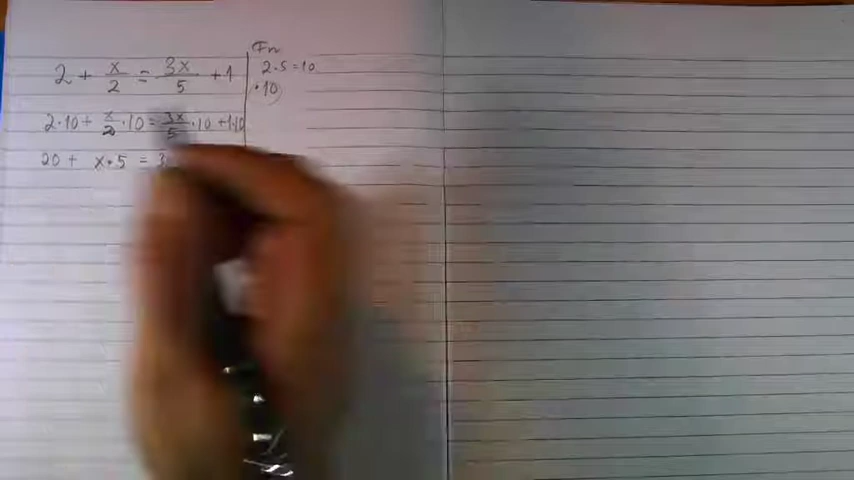 2 + x/2 = 3x/5 + 1
2·10 + x/2 ·10 = 3x/5 ·10 + 1·10
20 + x·5 = 3
Fn
2·5=10
·10